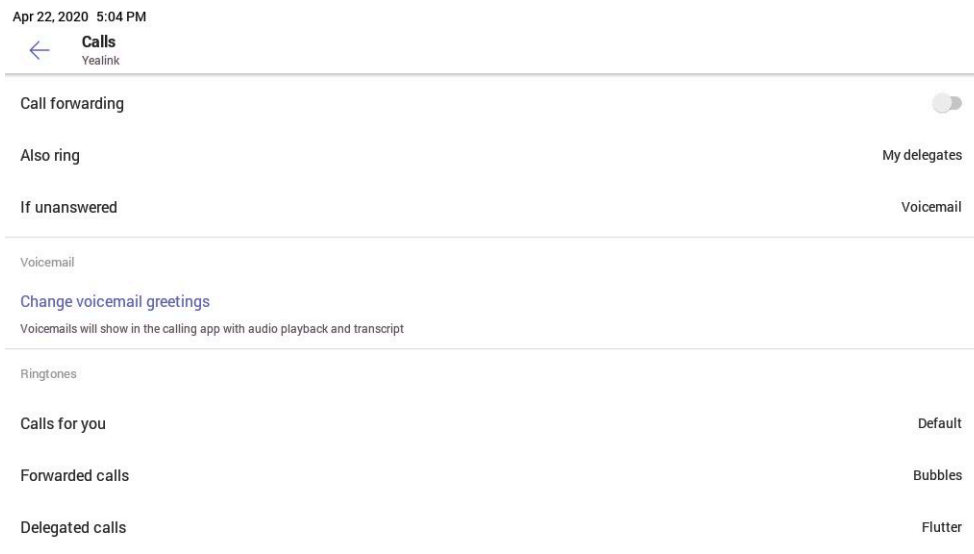 Apr 22, 2020 5:04 PM
Calls
Yealink
Call forwarding
Also ring My delegates
If unanswered Voicemail
Voicemail
Change voicemail greetings
Voicemails will show in the calling app with audio playback and transcript
Ringtones
Calls for you Default
Forwarded calls Bubbles
Delegated calls Flutter